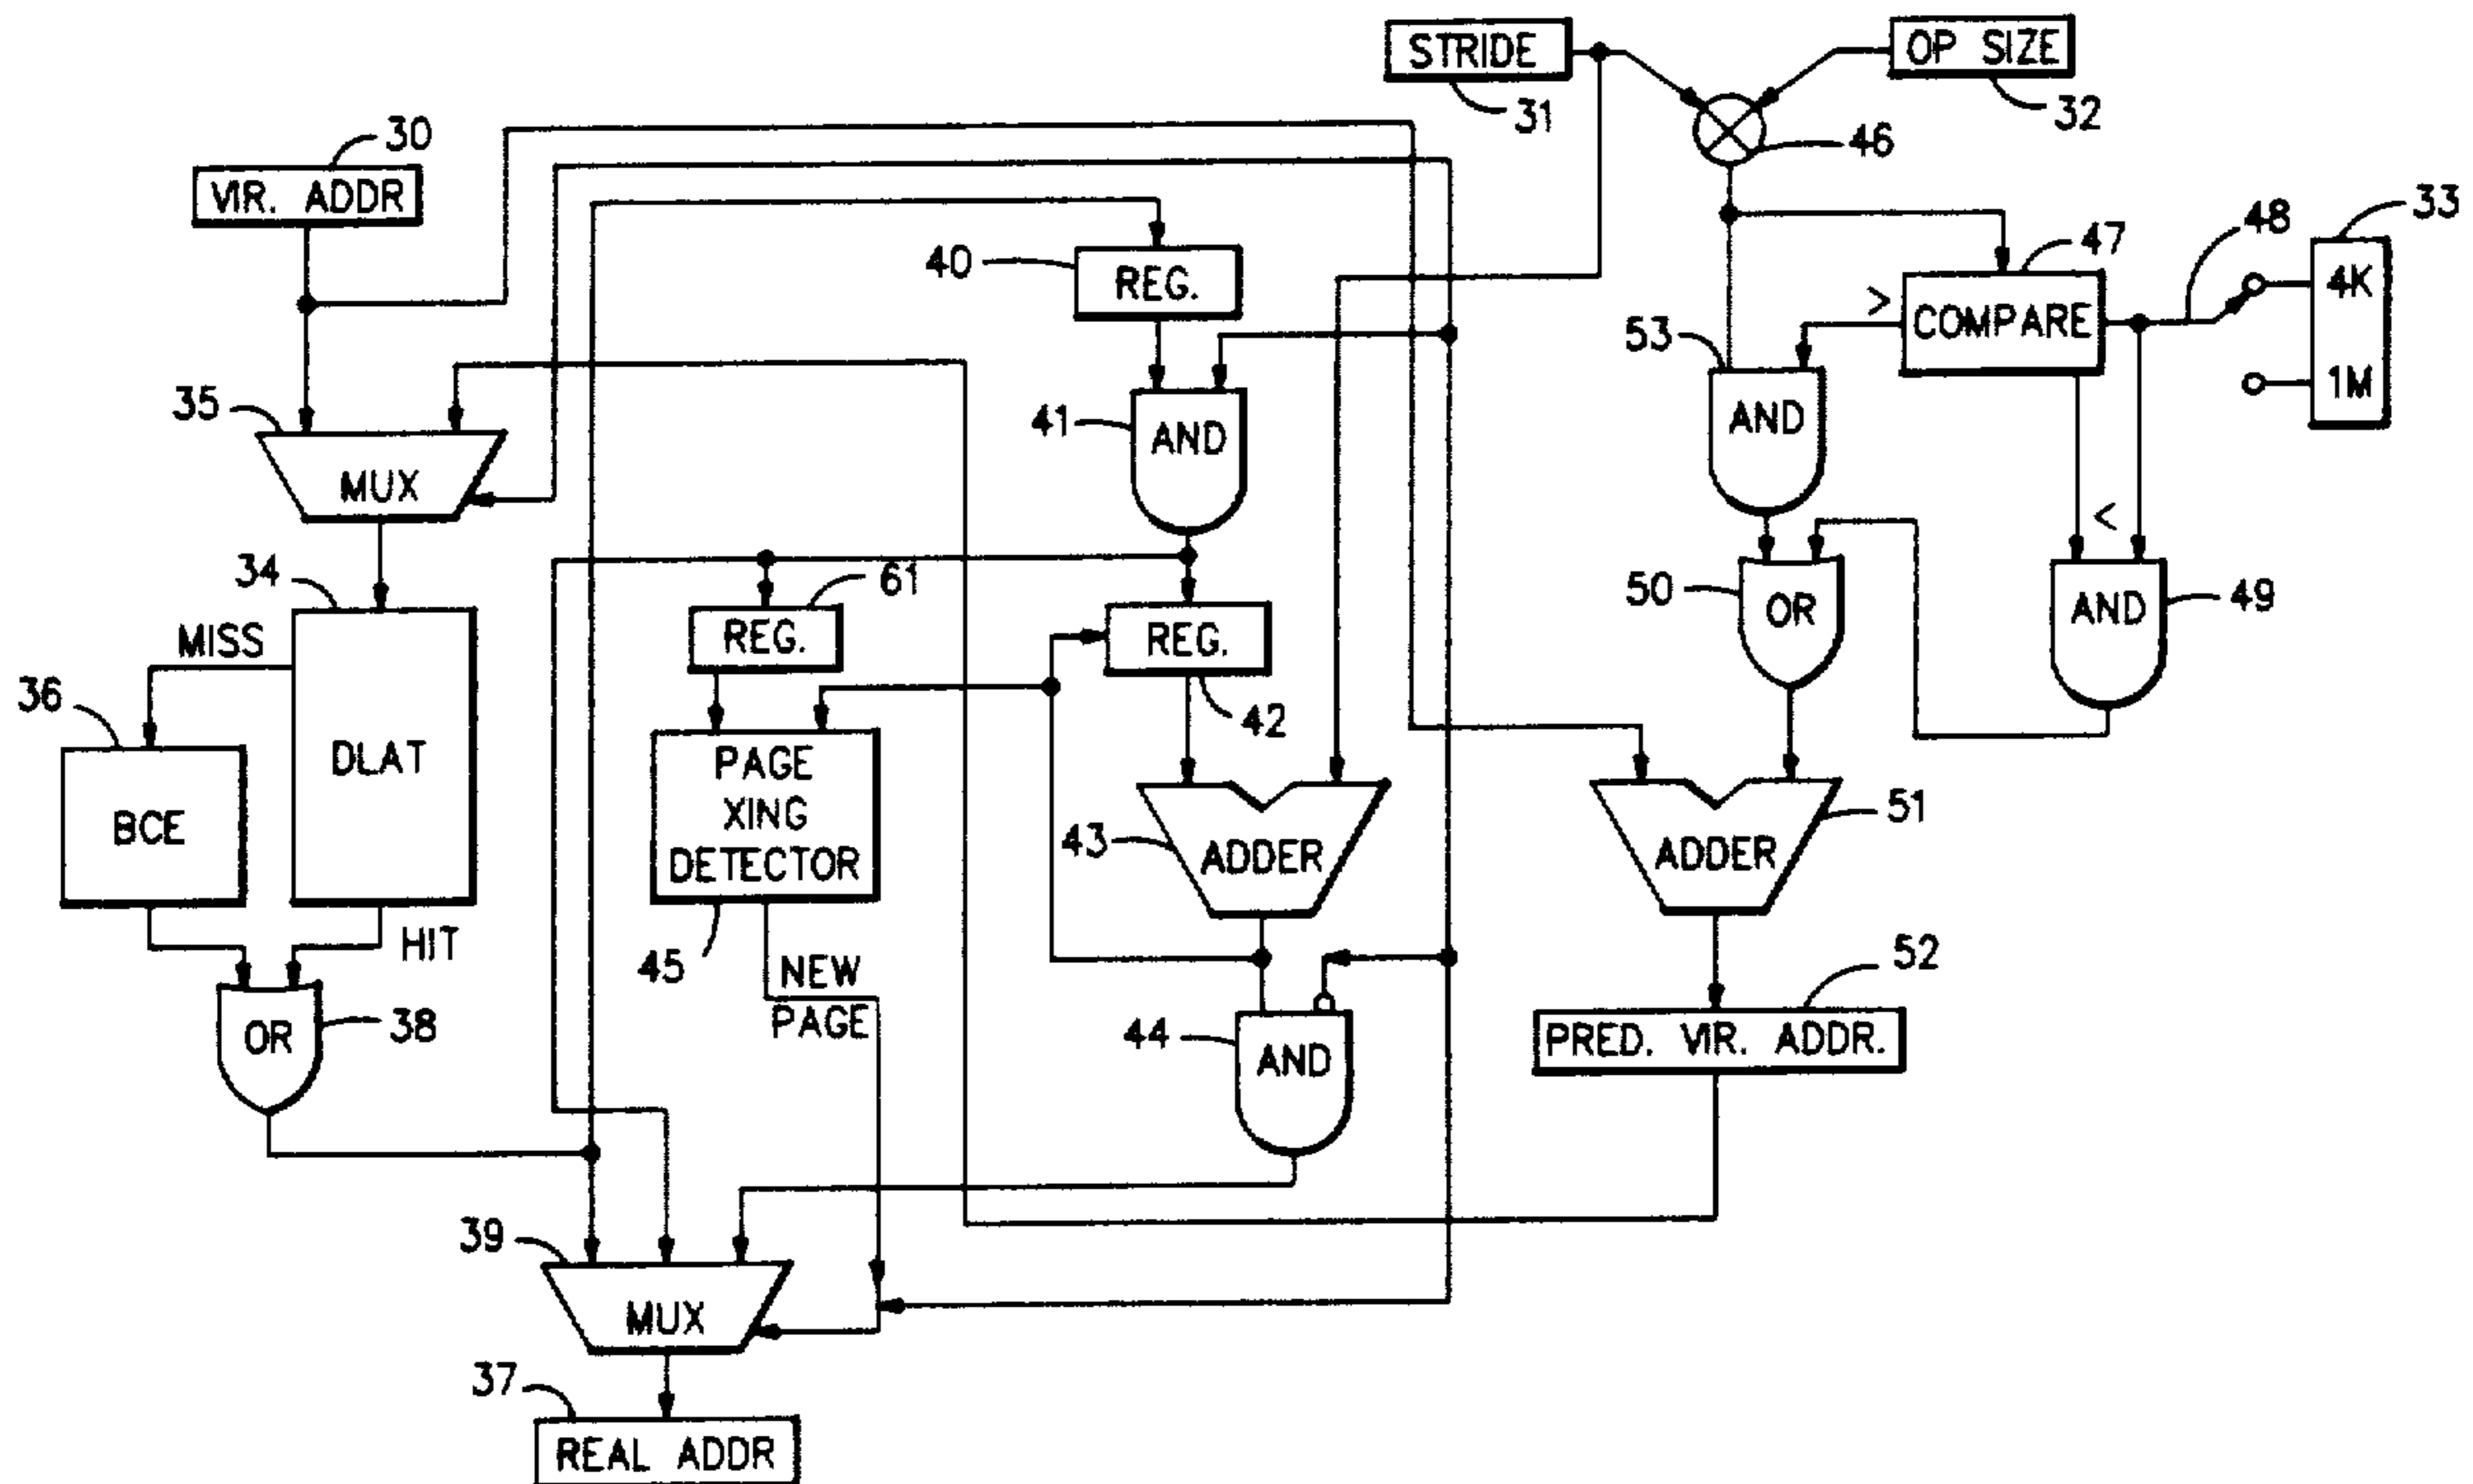 STRIDE
31
OP SIZE
32
30
VIR. ADDR
46
33
48
47
4K
40
REG.
>
COMPARE
53
1M
35
AND
41
AND
MUX
<
34
61
50
OR
AND
49
REG.
REG.
MISS
36
42
DLAT
PAGE
XING
DETECTOR
BCE
43
ADDER
51
ADDER
HIT
45
NEW
PAGE
52
OR
38
44
AND
PRED. VIR. ADDR.
39
MUX
37
REAL ADDR